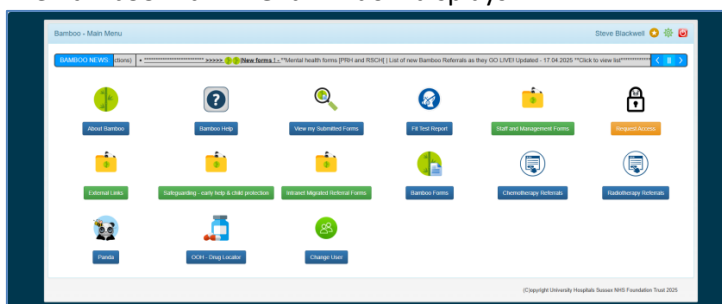 Bamboo - Main Menu Steve Blackwell
BAMBOO NEWS: ctions) + >>>>> New forms ! - **Mental health forms [PRH and RSCH] | List of new Bamboo Referrals as they GO LIVE! Updated - 17.04.2025 **Click to view list!**
About Bamboo Bamboo Help View my Submitted Forms Fit Test Report Staff and Management Forms Request Access
External Links Safeguarding - early help & child protection Intranet Migrated Referral Forms Bamboo Forms Chemotherapy Referrals Radiotherapy Referrals
Panda OOH - Drug Locator Change User
(C)opyright University Hospitals Sussex NHS Foundation Trust 2025